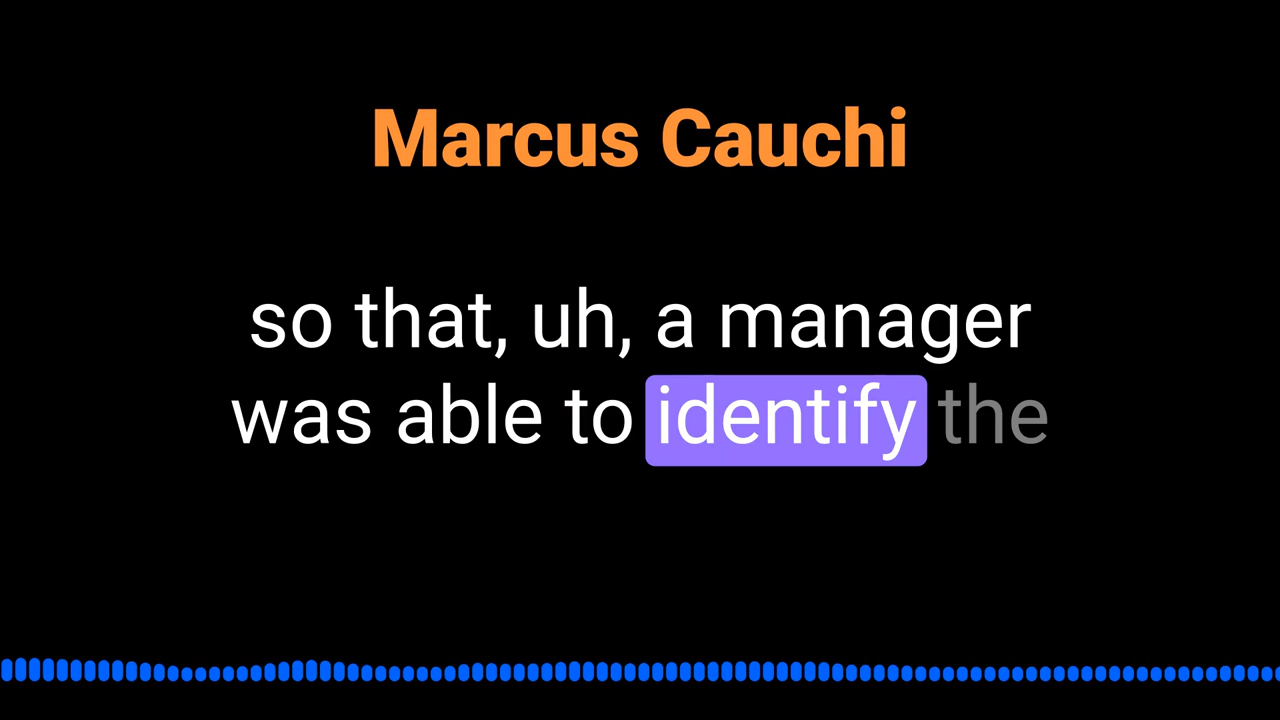 Marcus Cauchi
so that, uh, a manager
was able to identify the